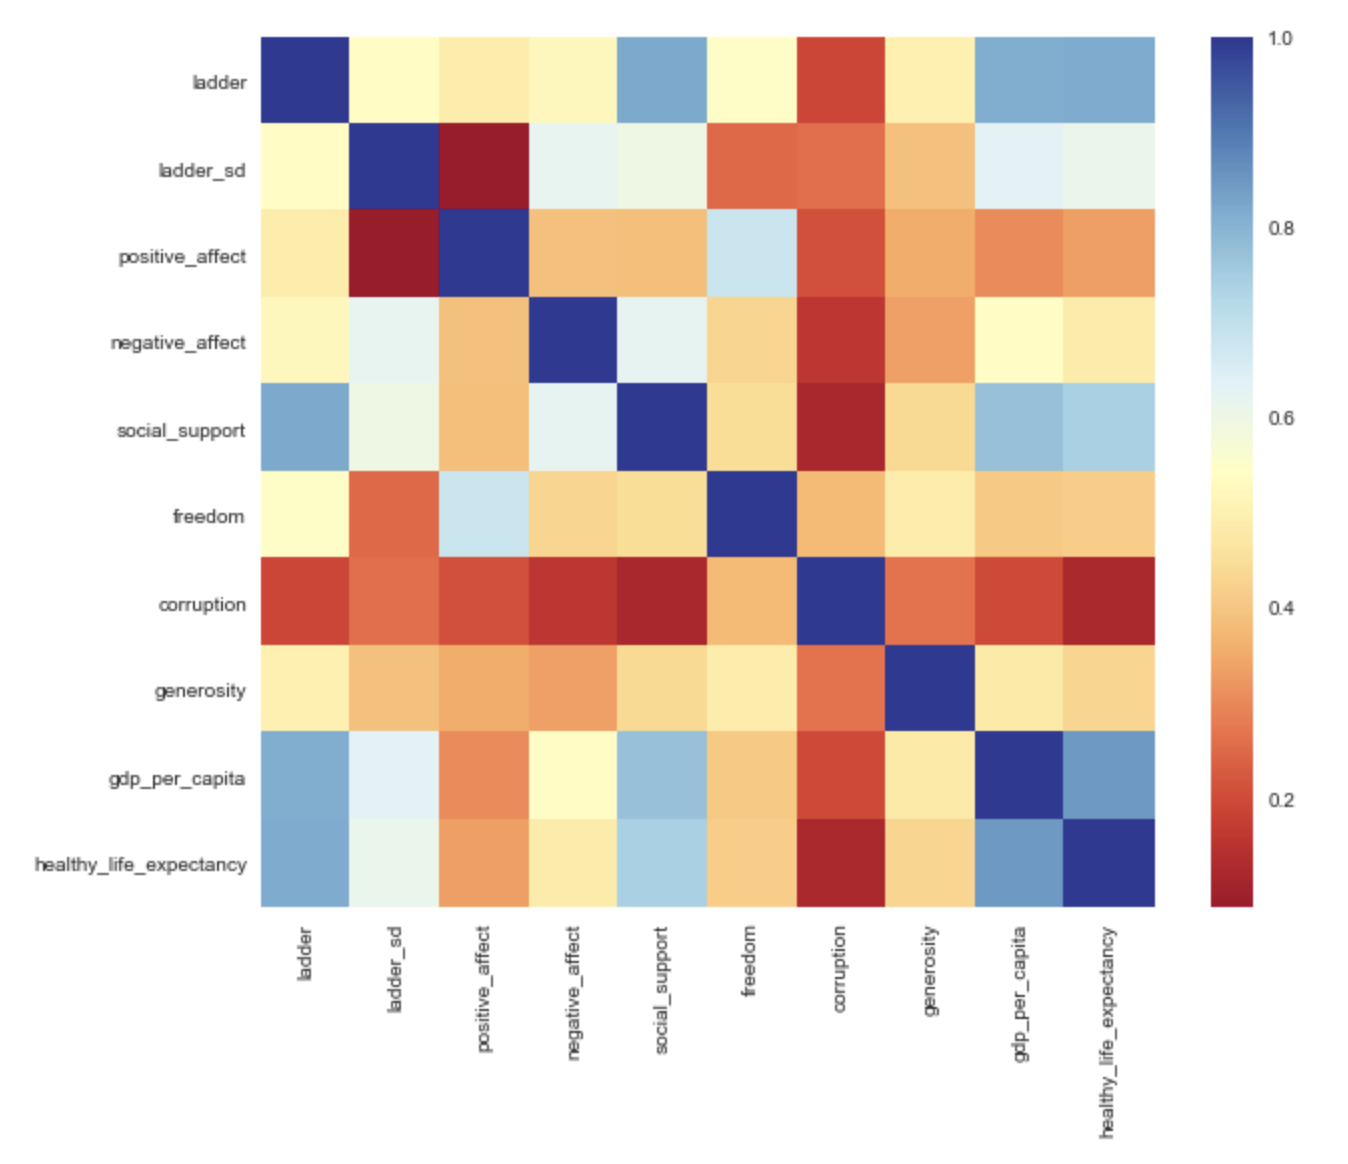 ladder
ladder_sd
positive_affect
negative_affect
social_support
freedom
corruption
generosity
gdp_per_capita
healthy_life_expectancy
ladder
ladder_sd
positive_affect
negative_affect
social_support
freedom
corruption
generosity
gdp_per_capita
healthy_life_expectancy
1.0
0.8
0.6
0.4
0.2